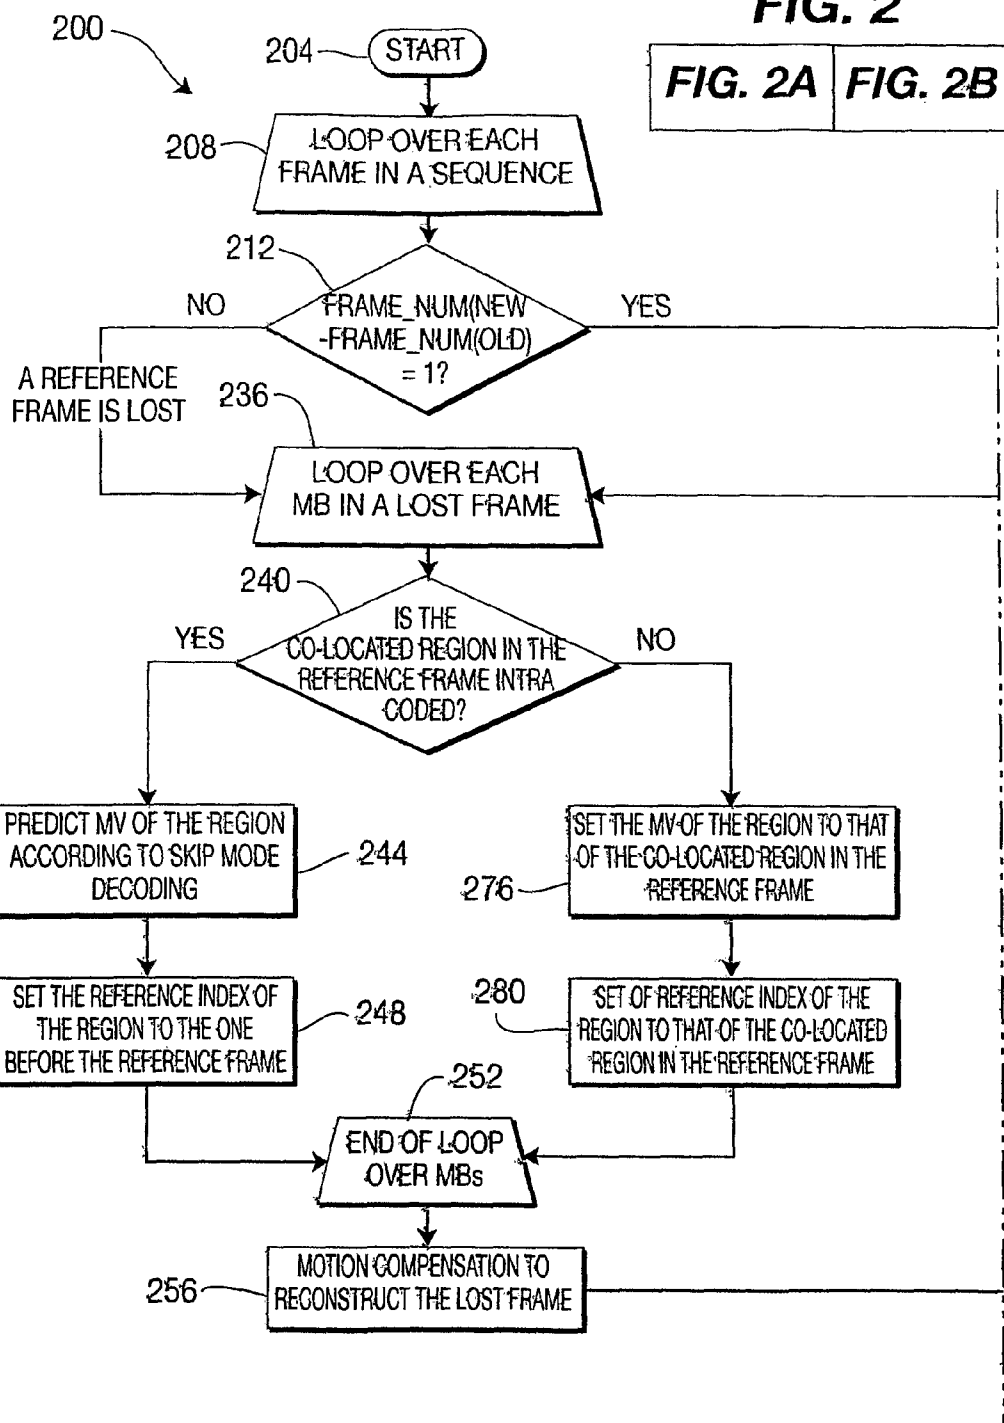 FIG. 2
FIG. 2A
FIG. 2B
200
204
START
208
LOOP OVER EACH
FRAME IN A SEQUENCE
212
NO
FRAME_NUM(NEW
-FRAME_NUM(OLD)
= 1?
YES
A REFERENCE
FRAME IS LOST
236
LOOP OVER EACH
MB IN A LOST FRAME
240
YES
IS THE
CO-LOCATED REGION IN THE
REFERENCE FRAME INTRA
CODED?
NO
PREDICT MV OF THE REGION
ACCORDING TO SKIP MODE
DECODING
244
276
SET THE MV OF THE REGION TO THAT
OF THE CO-LOCATED REGION IN THE
REFERENCE FRAME
SET THE REFERENCE INDEX OF
THE REGION TO THE ONE
BEFORE THE REFERENCE FRAME
248
280
SET OF REFERENCE INDEX OF THE
REGION TO THAT OF THE CO-LOCATED
REGION IN THE REFERENCE FRAME
252
END OF LOOP
OVER MBs
256
MOTION COMPENSATION TO
RECONSTRUCT THE LOST FRAME